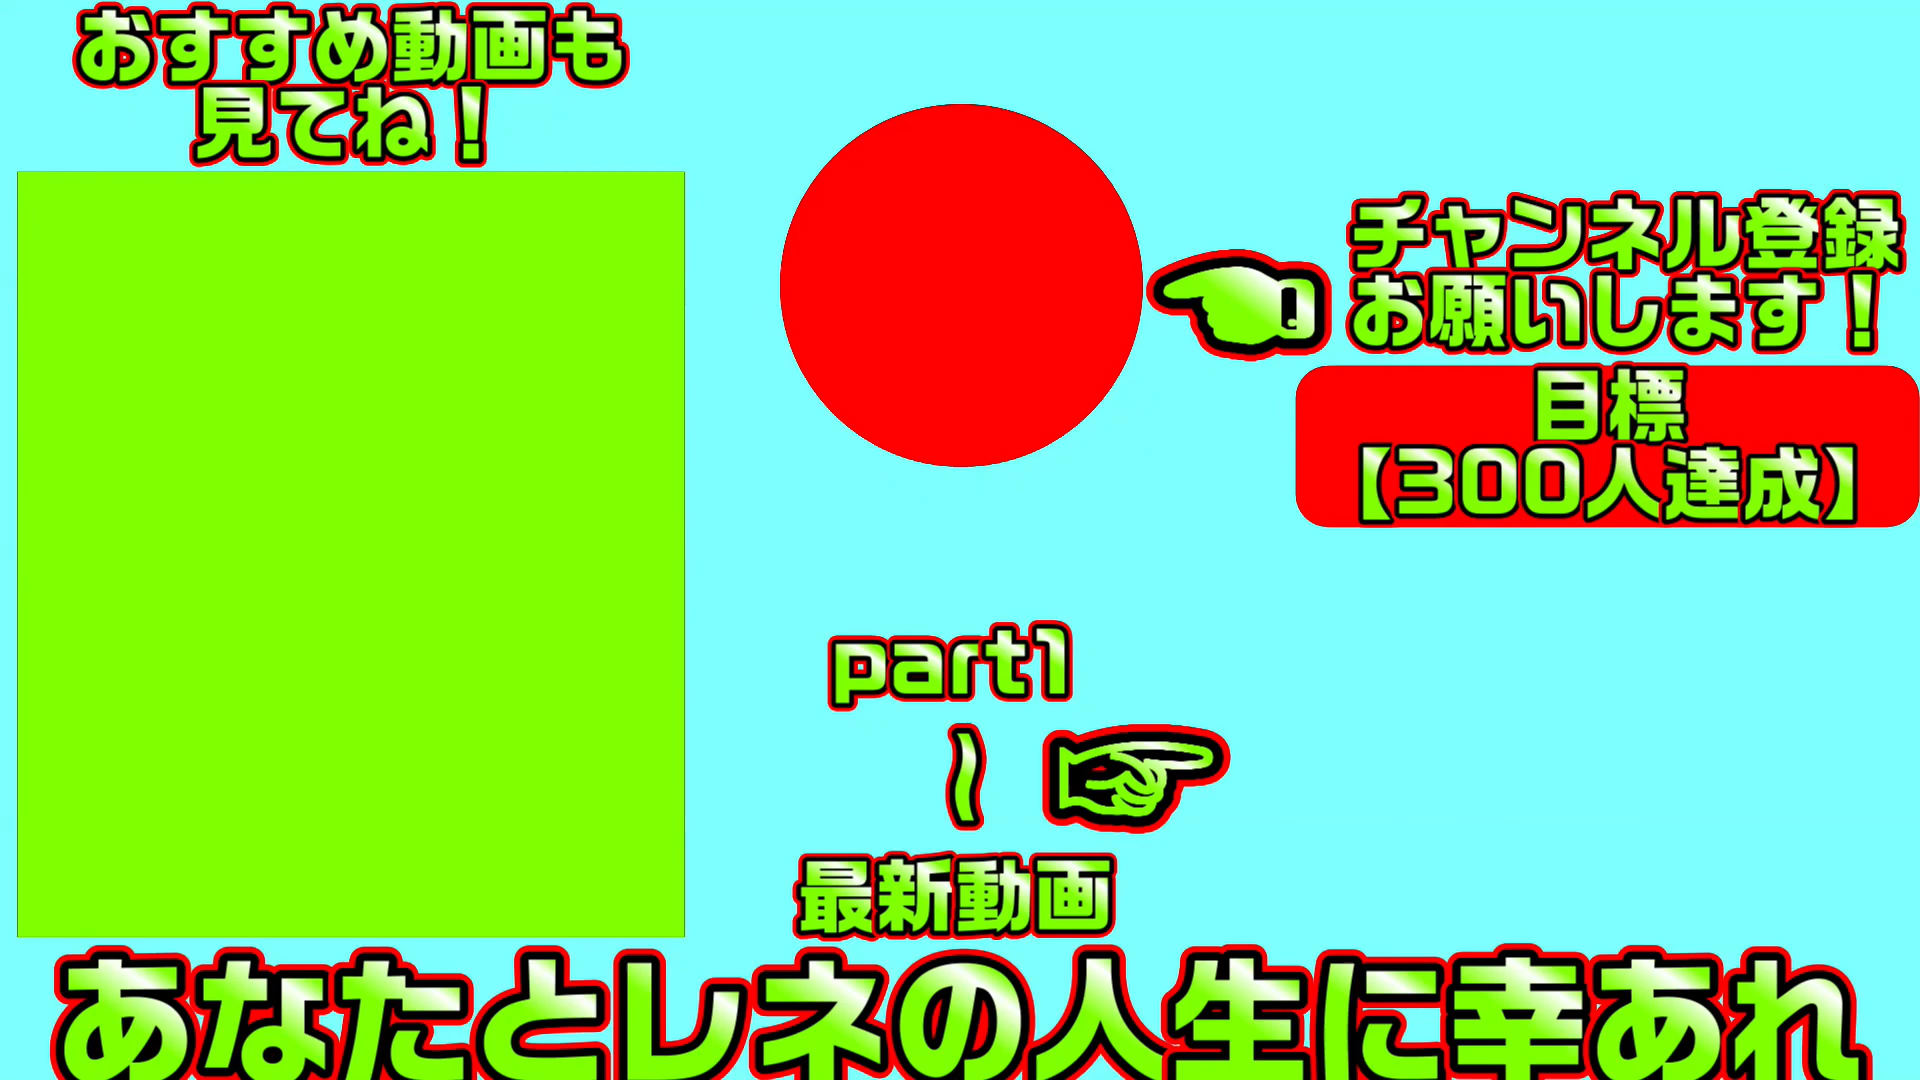 おすすめ動画も
見てね！
チャンネル登録
お願いします！
目標
【300人達成】
part1
～
最新動画
あなたとレネの人生に幸あれ